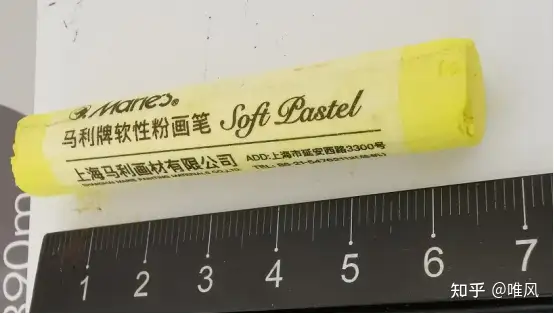 Marie's®
马利牌软性粉画笔 Soft Pastel
上海马利画材有限公司 ADD:上海市延安西路3300号
1 2 3 4 5 6 7
知乎 @唯风